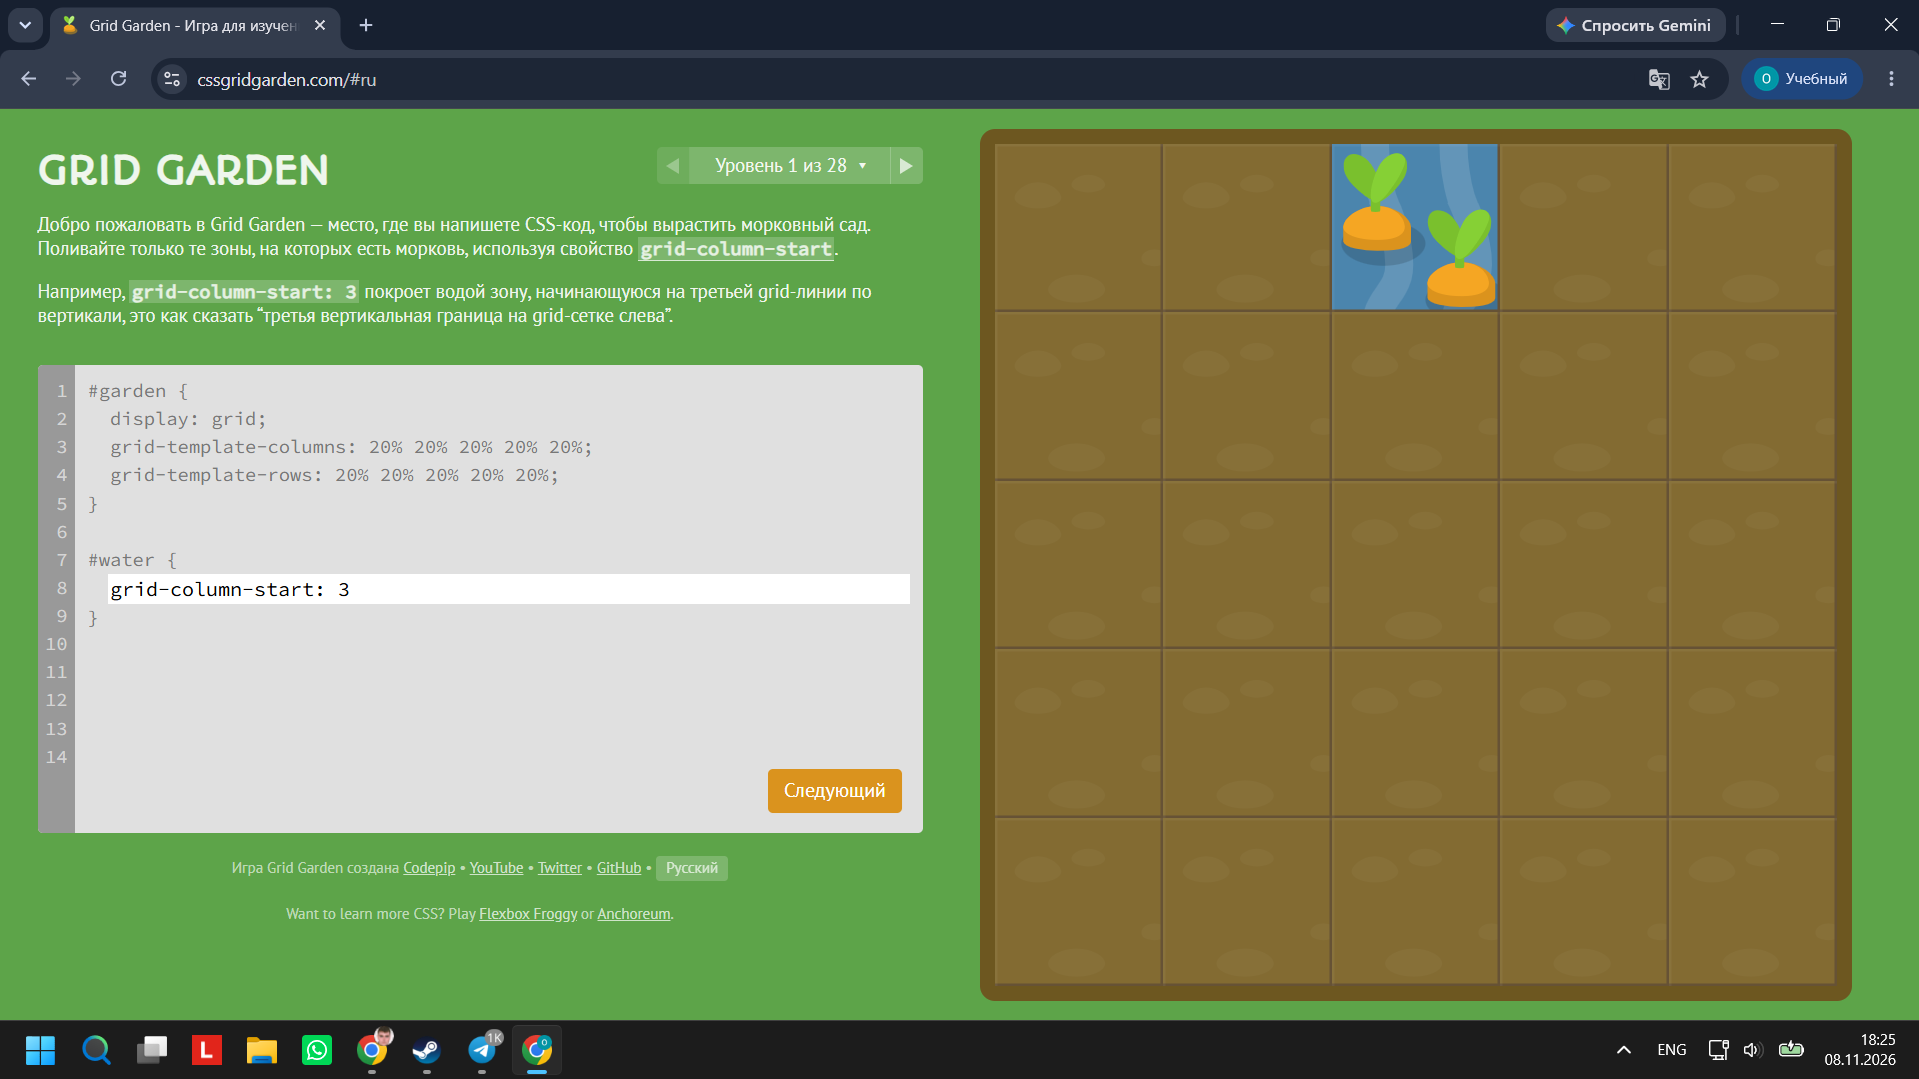 Grid Garden - Игра для изучен
Спросить Gemini
cssgridgarden.com/#ru
O Учебный
GRID GARDEN
Уровень 1 из 28
Добро пожаловать в Grid Garden — место, где вы напишете CSS-код, чтобы вырастить морковный сад.
Поливайте только те зоны, на которых есть морковь, используя свойство grid-column-start.
Например, grid-column-start: 3 покроет водой зону, начинающуюся на третьей grid-линии по
вертикали, это как сказать “третья вертикальная граница на grid-сетке слева”.
1 #garden {
2 display: grid;
3 grid-template-columns: 20% 20% 20% 20% 20%;
4 grid-template-rows: 20% 20% 20% 20% 20%;
5 }
6
7 #water {
8 grid-column-start: 3
9 }
10
11
12
13
14
Следующий
Игра Grid Garden создана Codepip • YouTube • Twitter • GitHub • Русский
Want to learn more CSS? Play Flexbox Froggy or Anchoreum.
L
1K
O
ENG
18:25
08.11.2026